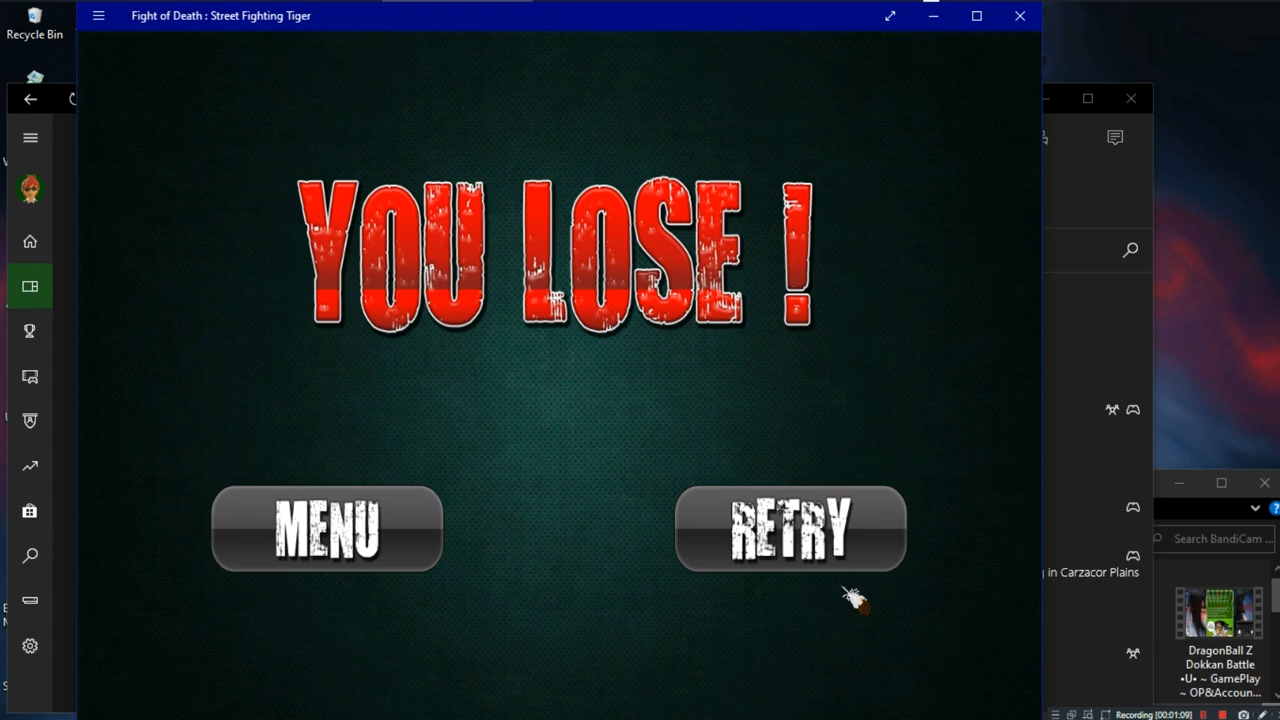 Fight of Death : Street Fighting Tiger
Recycle Bin
YOU LOSE !
MENU
RETRY
Search BandiCam ...
in Carzacor Plains
DragonBall Z
Dokkan Battle
•U• ~ GamePlay
~ OP&Accoun...
Recording [00:01:09]